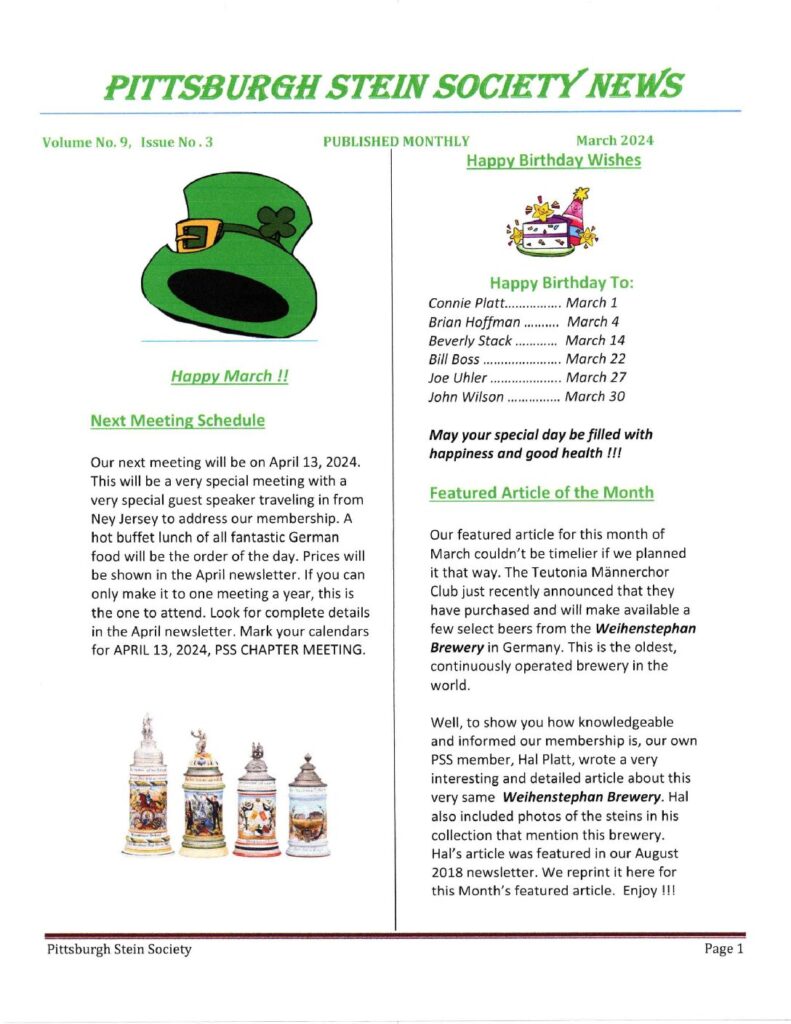 PITTSBURGH STEIN SOCIETY NEWS
Volume No. 9, Issue No . 3 PUBLISHED MONTHLY March 2024
Happy March !!
Next Meeting Schedule
Our next meeting will be on April 13, 2024.
This will be a very special meeting with a
very special guest speaker traveling in from
Ney Jersey to address our membership. A
hot buffet lunch of all fantastic German
food will be the order of the day. Prices will
be shown in the April newsletter. If you can
only make it to one meeting a year, this is
the one to attend. Look for complete details
in the April newsletter. Mark your calendars
for APRIL 13, 2024, PSS CHAPTER MEETING.
Happy Birthday Wishes
Happy Birthday To:
Connie Platt................ March 1
Brian Hoffman .......... March 4
Beverly Stack ............ March 14
Bill Boss ...................... March 22
Joe Uhler .................... March 27
John Wilson ............... March 30
May your special day be filled with
happiness and good health !!!
Featured Article of the Month
Our featured article for this month of
March couldn't be timelier if we planned
it that way. The Teutonia Männerchor
Club just recently announced that they
have purchased and will make available a
few select beers from the Weihenstephan
Brewery in Germany. This is the oldest,
continuously operated brewery in the
world.
Well, to show you how knowledgeable
and informed our membership is, our own
PSS member, Hal Platt, wrote a very
interesting and detailed article about this
very same Weihenstephan Brewery. Hal
also included photos of the steins in his
collection that mention this brewery.
Hal's article was featured in our August
2018 newsletter. We reprint it here for
this Month's featured article. Enjoy !!!
Pittsburgh Stein Society Page 1